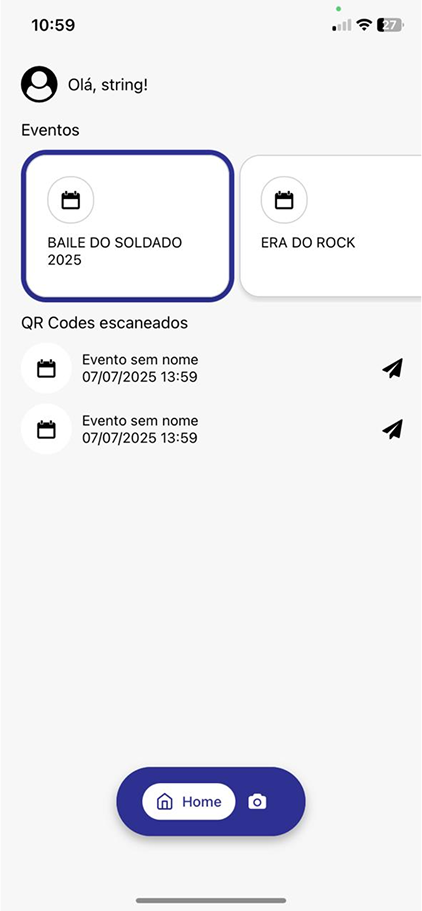 10:59
27
Olá, string!
Eventos
BAILE DO SOLDADO
2025
ERA DO ROCK
QR Codes escaneados
Evento sem nome
07/07/2025 13:59
Evento sem nome
07/07/2025 13:59
Home